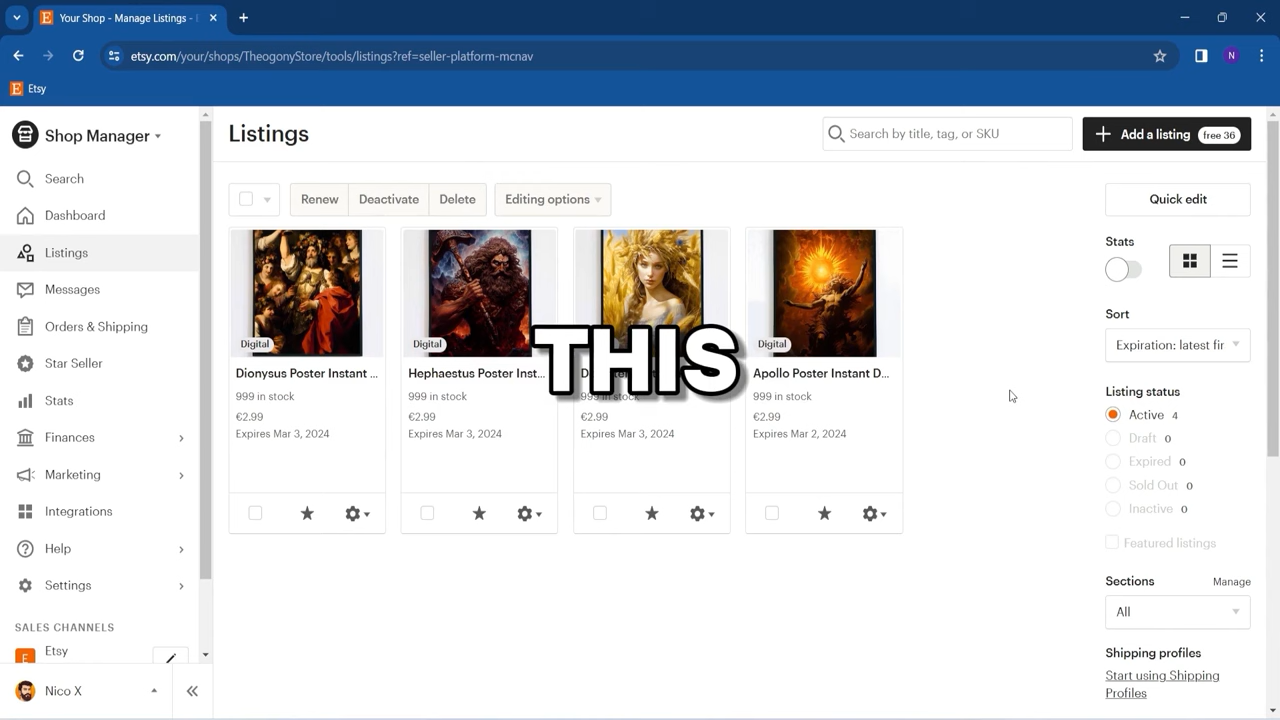 Your Shop - Manage Listings -
etsy.com/your/shops/TheogonyStore/tools/listings?ref=seller-platform-mcnav
N
Etsy
Shop Manager
Search
Dashboard
Listings
Messages
Orders & Shipping
Star Seller
Stats
Finances
Marketing
Integrations
Help
Settings
SALES CHANNELS
Etsy
Nico X
Listings
Search by title, tag, or SKU
Add a listing free 36
Renew Deactivate Delete Editing options
Quick edit
Digital
Dionysus Poster Instant ...
999 in stock
€2.99
Expires Mar 3, 2024
Digital
Hephaestus Poster Inst...
999 in stock
€2.99
Expires Mar 3, 2024
999 in stock
€2.99
Expires Mar 3, 2024
Digital
Apollo Poster Instant D...
999 in stock
€2.99
Expires Mar 2, 2024
THIS
Stats
Sort
Expiration: latest fir
Listing status
Active 4
Draft 0
Expired 0
Sold Out 0
Inactive 0
Featured listings
Sections Manage
All
Shipping profiles
Start using Shipping
Profiles